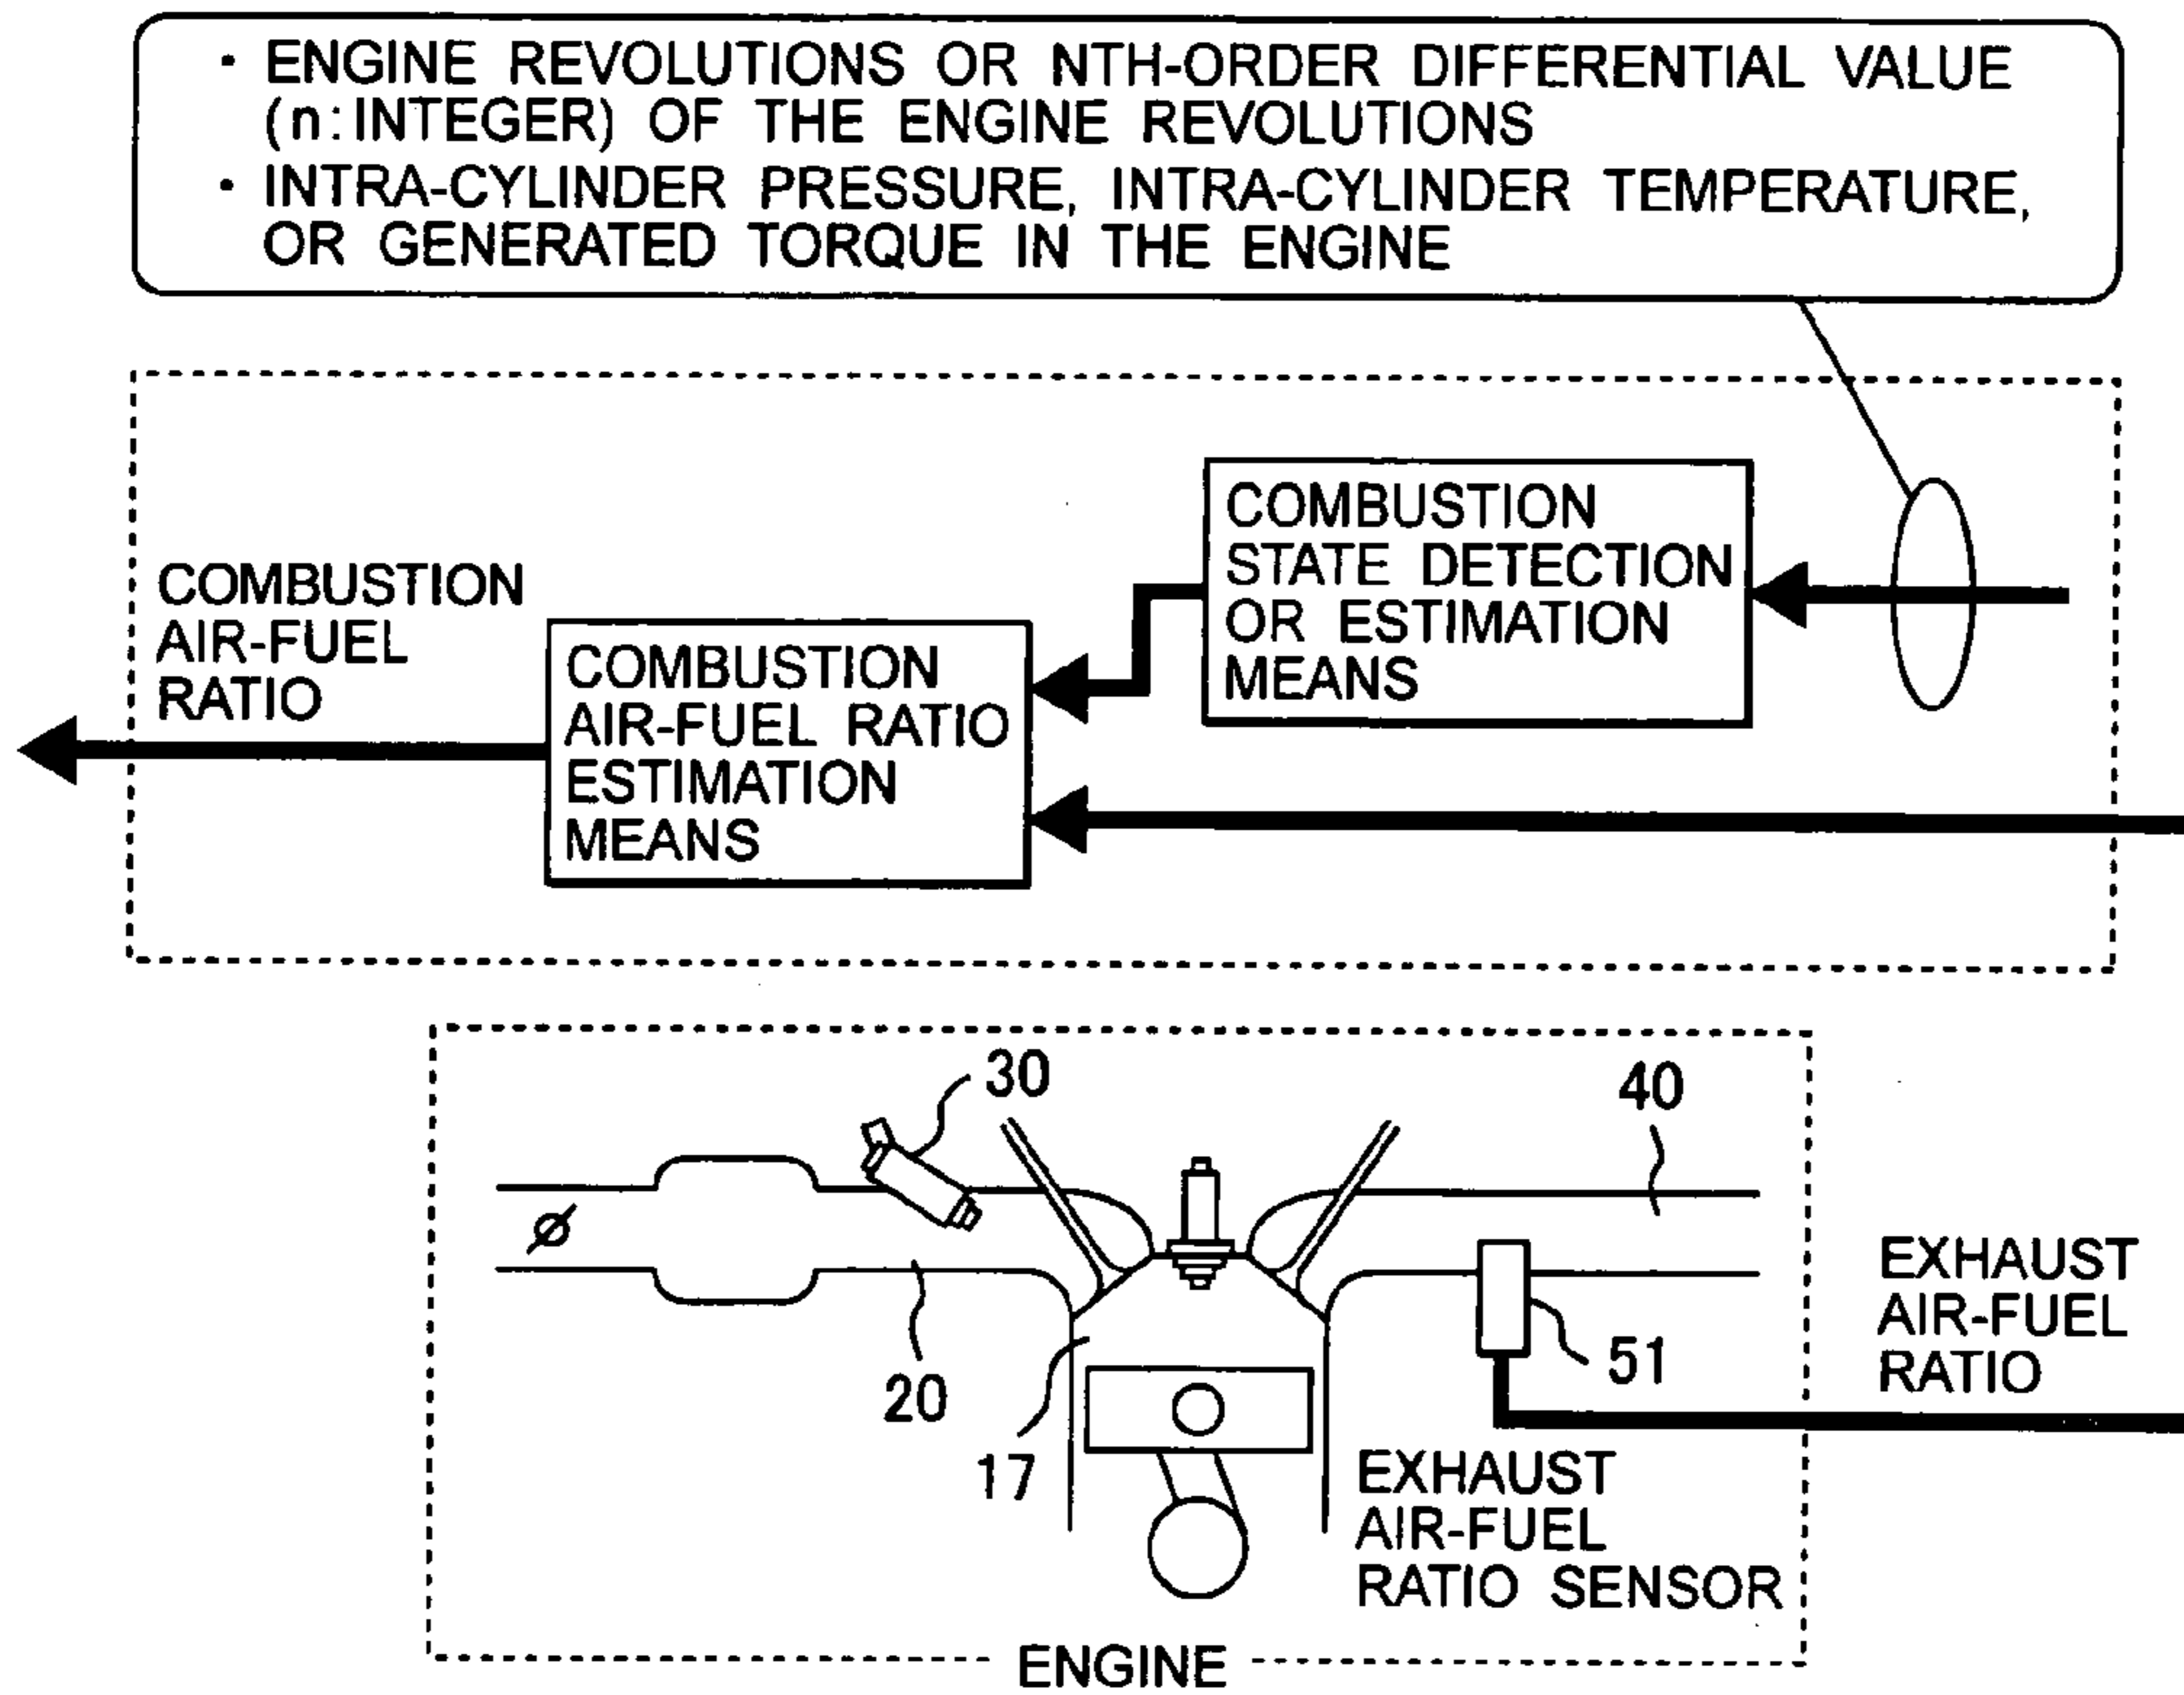 ・ ENGINE REVOLUTIONS OR NTH-ORDER DIFFERENTIAL VALUE
(n:INTEGER) OF THE ENGINE REVOLUTIONS
・ INTRA-CYLINDER PRESSURE, INTRA-CYLINDER TEMPERATURE,
OR GENERATED TORQUE IN THE ENGINE
COMBUSTION
STATE DETECTION
OR ESTIMATION
MEANS
COMBUSTION
AIR-FUEL
RATIO
COMBUSTION
AIR-FUEL RATIO
ESTIMATION
MEANS
30
40
20
17
51
EXHAUST
AIR-FUEL
RATIO
EXHAUST
AIR-FUEL
RATIO SENSOR
ENGINE